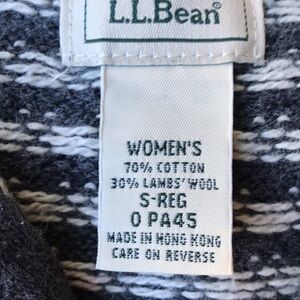 L.L.Bean®
WOMEN'S
70% COTTON
30% LAMBS' WOOL
S-REG
0 PA45
MADE IN HONG KONG
CARE ON REVERSE